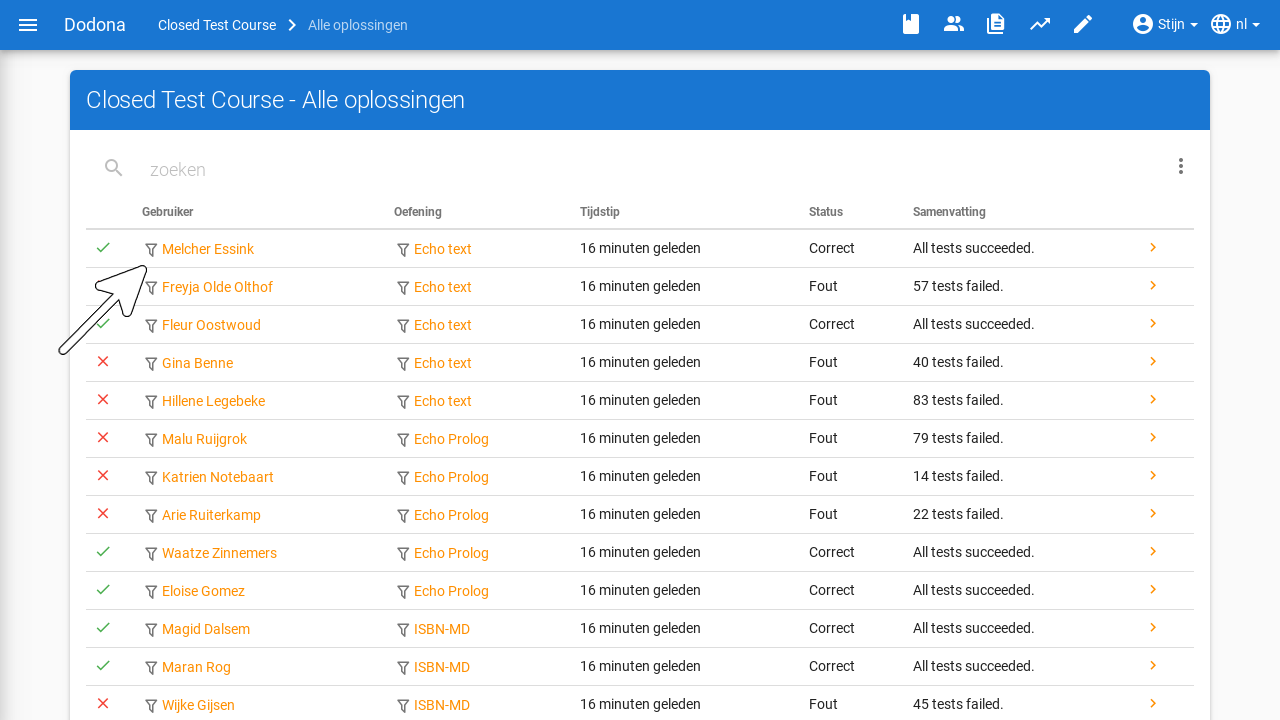 Dodona Closed Test Course Alle oplossingen Stijn nl
Closed Test Course - Alle oplossingen
zoeken
Gebruiker Oefening Tijdstip Status Samenvatting
Melcher Essink Echo text 16 minuten geleden Correct All tests succeeded.
Freyja Olde Olthof Echo text 16 minuten geleden Fout 57 tests failed.
Fleur Oostwoud Echo text 16 minuten geleden Correct All tests succeeded.
Gina Benne Echo text 16 minuten geleden Fout 40 tests failed.
Hillene Legebeke Echo text 16 minuten geleden Fout 83 tests failed.
Malu Ruijgrok Echo Prolog 16 minuten geleden Fout 79 tests failed.
Katrien Notebaart Echo Prolog 16 minuten geleden Fout 14 tests failed.
Arie Ruiterkamp Echo Prolog 16 minuten geleden Fout 22 tests failed.
Waatze Zinnemers Echo Prolog 16 minuten geleden Correct All tests succeeded.
Eloise Gomez Echo Prolog 16 minuten geleden Correct All tests succeeded.
Magid Dalsem ISBN-MD 16 minuten geleden Correct All tests succeeded.
Maran Rog ISBN-MD 16 minuten geleden Correct All tests succeeded.
Wijke Gijsen ISBN-MD 16 minuten geleden Fout 45 tests failed.